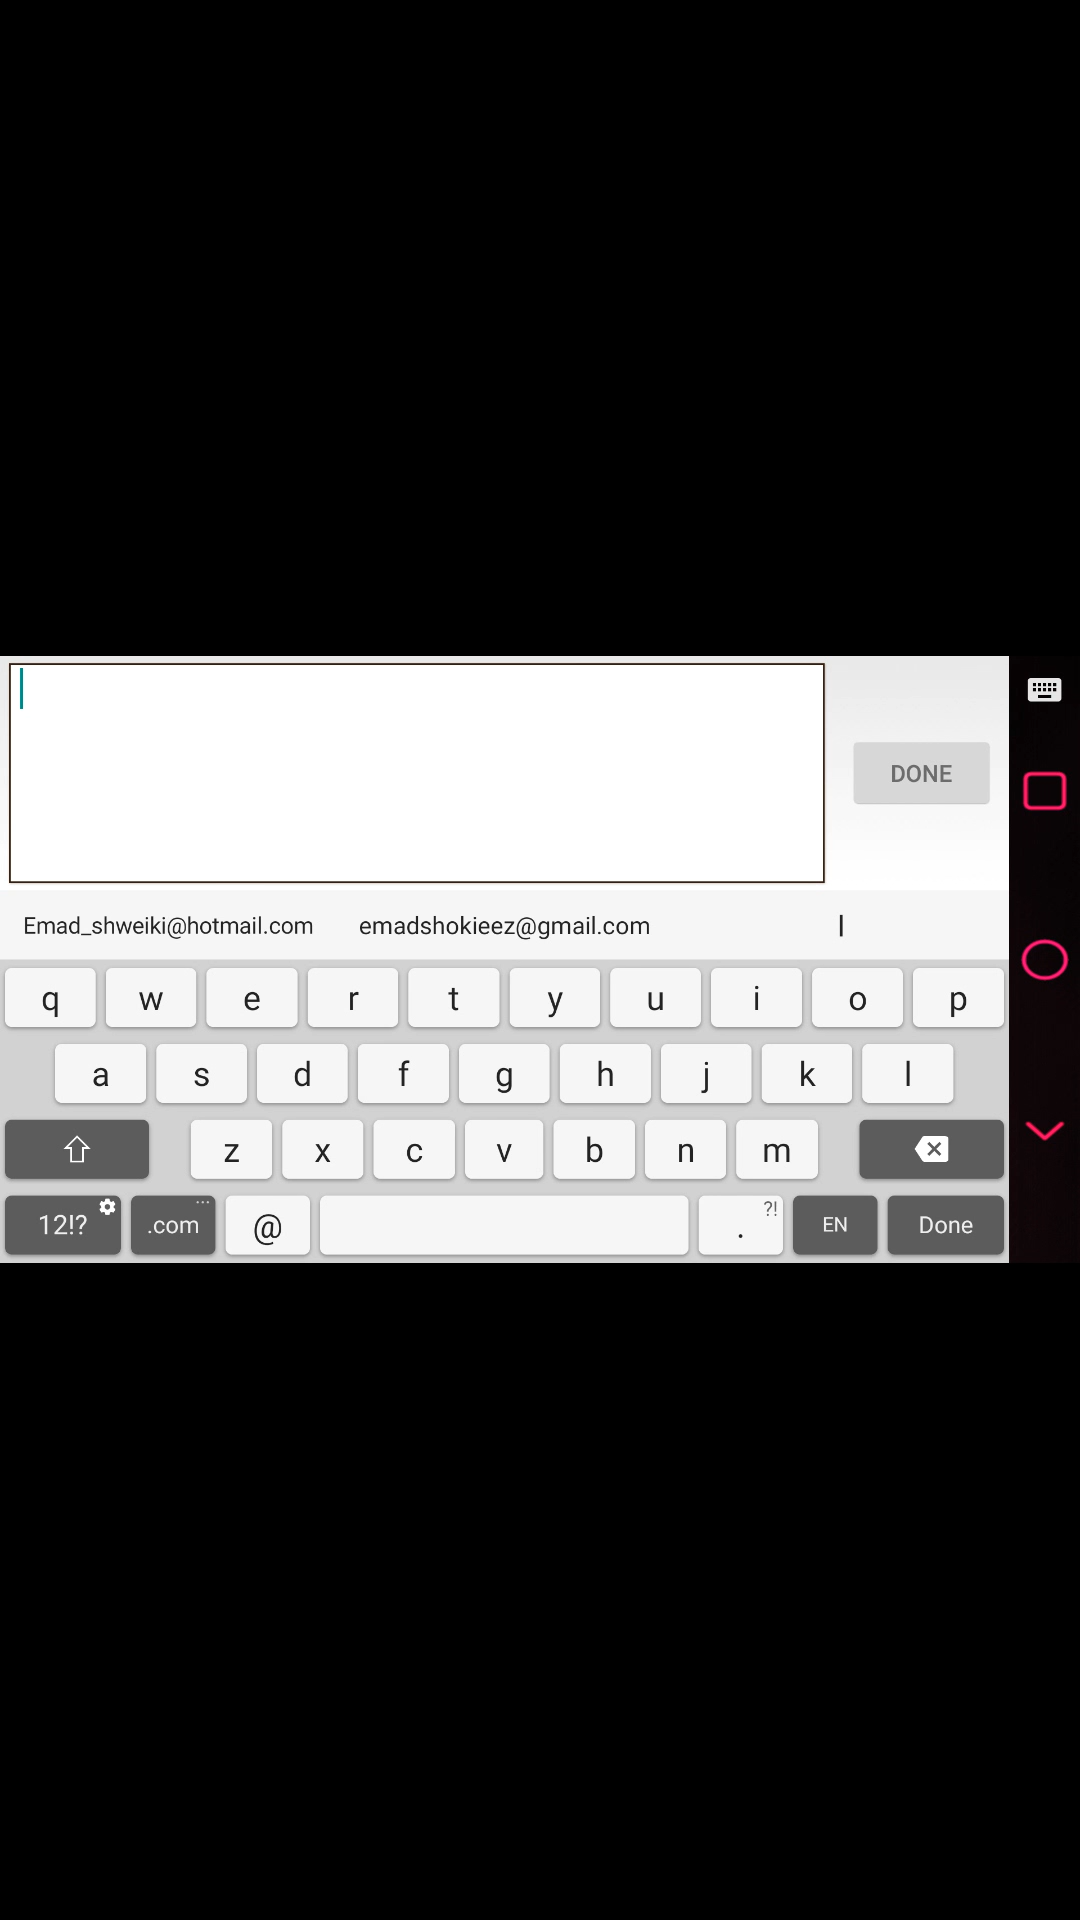 DONE
Emad_shweiki@hotmail.com emadshokieez@gmail.com I
q w e r t y u i o p
a s d f g h j k l
z x c v b n m
12!? .com @ . ?! EN Done